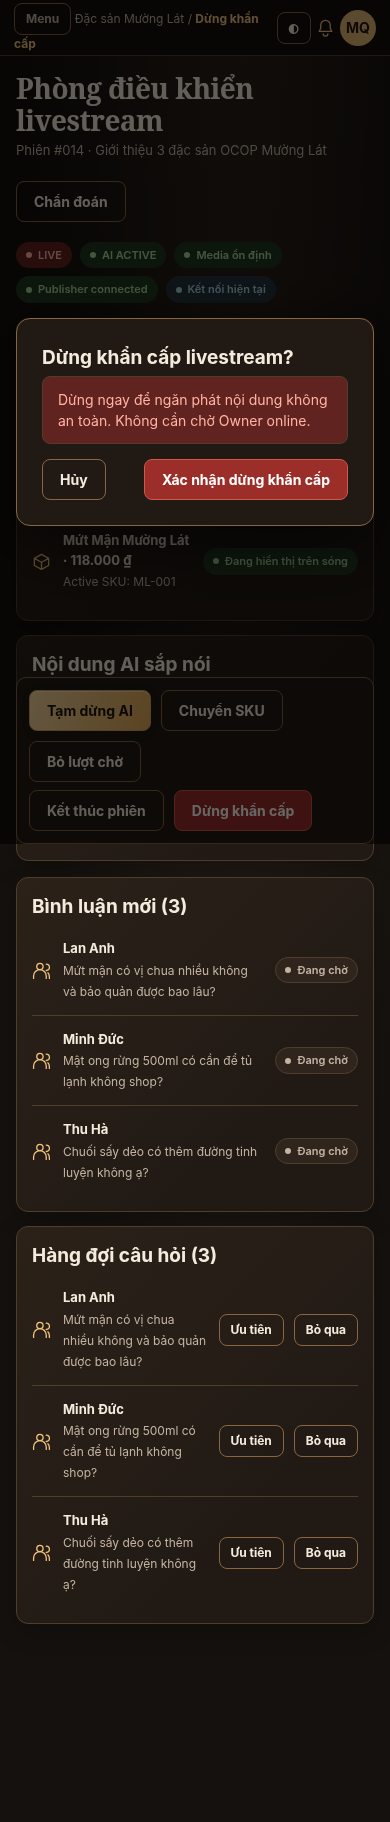 Menu Đặc sản Mường Lát / Dừng khẩn
cấp
MQ
Phòng điều khiển
livestream
Phiên #014 · Giới thiệu 3 đặc sản OCOP Mường Lát
Chẩn đoán
LIVE
AI ACTIVE
Media ổn định
Publisher connected
Kết nối hiện tại
Dừng khẩn cấp livestream?
Dừng ngay để ngăn phát nội dung không
an toàn. Không cần chờ Owner online.
Hủy
Xác nhận dừng khẩn cấp
Mứt Mận Mường Lát
· 118.000 ₫
Active SKU: ML-001
Đang hiển thị trên sóng
Nội dung AI sắp nói
Tạm dừng AI
Chuyển SKU
Bỏ lượt chờ
Kết thúc phiên
Dừng khẩn cấp
Bình luận mới (3)
Lan Anh
Mứt mận có vị chua nhiều không
và bảo quản được bao lâu?
Đang chờ
Minh Đức
Mật ong rừng 500ml có cần để tủ
lạnh không shop?
Đang chờ
Thu Hà
Chuối sấy dẻo có thêm đường tinh
luyện không ạ?
Đang chờ
Hàng đợi câu hỏi (3)
Lan Anh
Mứt mận có vị chua
nhiều không và bảo quản
được bao lâu?
Ưu tiên
Bỏ qua
Minh Đức
Mật ong rừng 500ml có
cần để tủ lạnh không
shop?
Ưu tiên
Bỏ qua
Thu Hà
Chuối sấy dẻo có thêm
đường tinh luyện không
ạ?
Ưu tiên
Bỏ qua